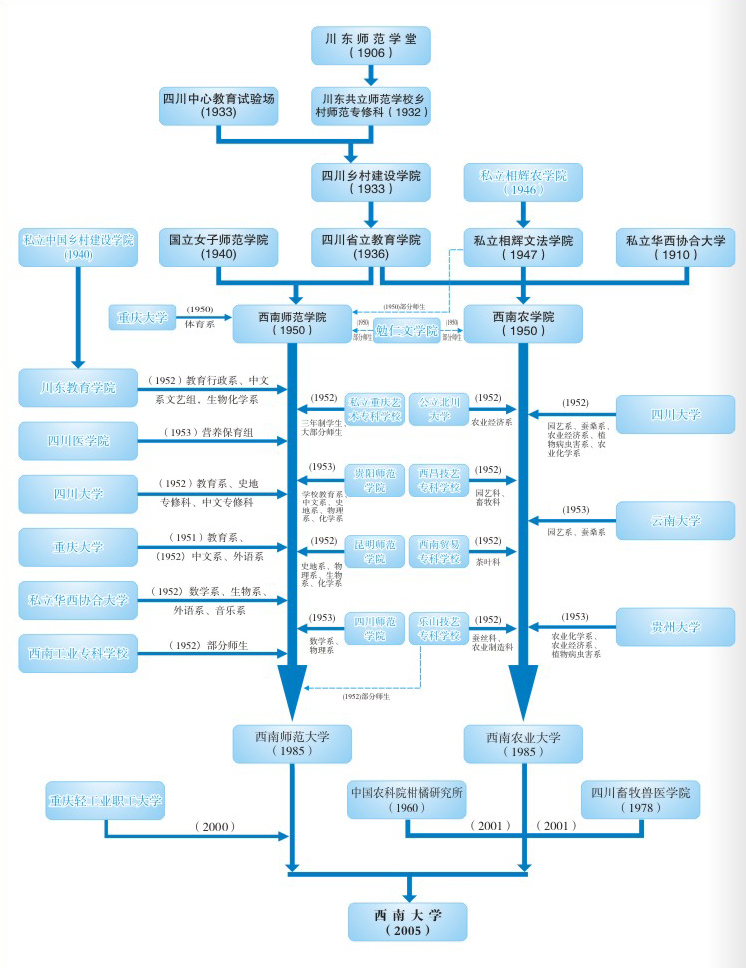 川东师范学堂
（1906）
四川中心教育试验场
(1933)
川东共立师范学校乡
村师范专修科（1932）
四川乡村建设学院
（1933）
私立相辉农学院
（1946）
私立中国乡村建设学院
(1940)
国立女子师范学院
(1940)
四川省立教育学院
(1936)
私立相辉文法学院
（1947）
私立华西协合大学
（1910）
(1950)部分师生
重庆大学
(1950)
体育系
西南师范学院
（1950）
(1950)
部分师生
勉仁文学院
(1950)
部分师生
西南农学院
（1950）
川东教育学院
（1952）教育行政系、中文
系文艺组，生物化学系
(1952)
三年制学生、
大部分师生
私立重庆艺
术专科学校
公立北川
大学
(1952)
农业经济系
(1952)
园艺系、蚕桑系、
农业经济系、植
物病虫害系、农
业化学系
四川大学
四川医学院
（1953）营养保育组
四川大学
（1952）教育系、史地
专修科、中文专修科
(1953)
学校教育系、
中文系、史
地系、物理
系、化学系
贵阳师范
学院
西昌技艺
专科学校
(1952)
园艺科、
畜牧科
(1953)
园艺系、蚕桑系
云南大学
重庆大学
（1951）教育系、
(1952）中文系、外语系
(1952)
史地系、物
理系、生物
系、化学系
昆明师范
学院
西南贸易
专科学校
(1952)
茶叶科
私立华西协合大学
（1952）数学系、生物系、
外语系、音乐系
(1953)
数学系、
物理系
四川师范
学院
乐山技艺
专科学校
(1952)
蚕丝科、
农业制造科
(1953)
农业化学系、
农业经济系、
植物病虫害系
贵州大学
西南工业专科学校
（1952）部分师生
(1952)部分师生
西南师范大学
（1985）
西南农业大学
（1985）
重庆轻工业职工大学
（2000）
中国农科院柑橘研究所
（1960）
四川畜牧兽医学院
（1978）
（2001）
（2001）
西南大学
（2005）